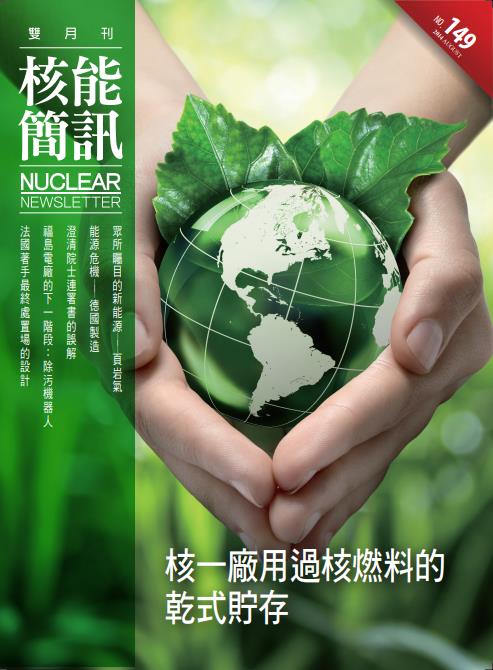 雙月刊
核能
簡訊
NUCLEAR
NEWSLETTER
NO. 149
2014 AUGUST
眾所矚目的新能源──頁岩氣
能源危機──德國製造
澄清院士連署書的誤解
福島電廠的下一階段：除污機器人
法國著手最終處置場的設計
核一廠用過核燃料的
乾式貯存